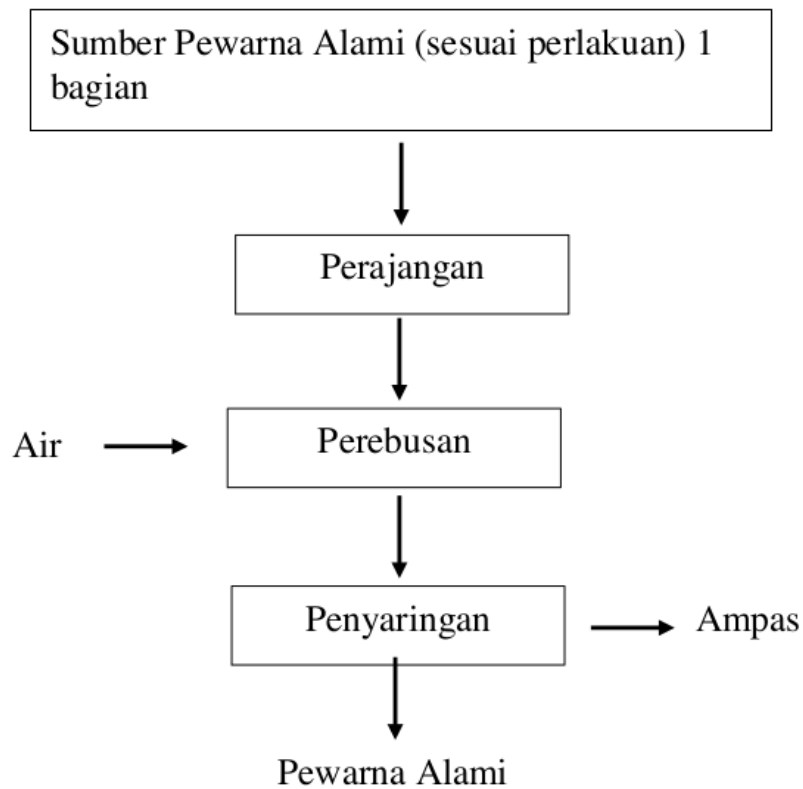 Sumber Pewarna Alami (sesuai perlakuan) 1
bagian
Perajangan
Air
Perebusan
Penyaringan
Ampas
Pewarna Alami